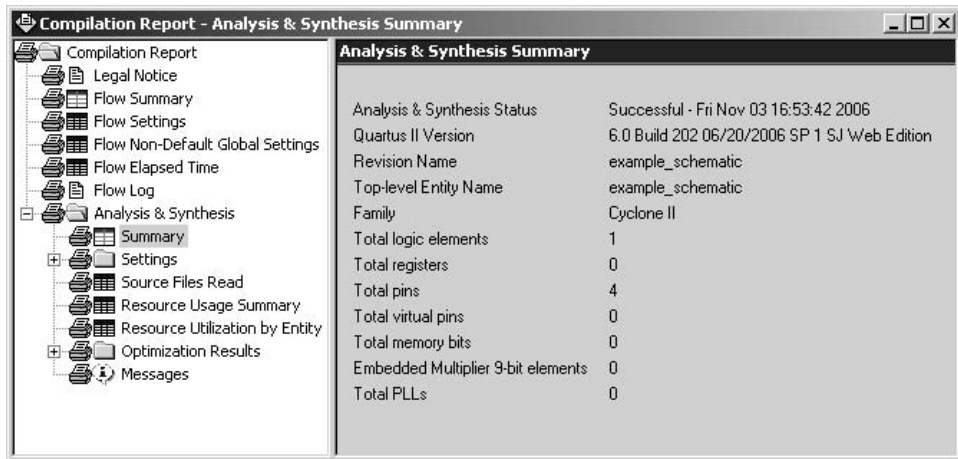 Compilation Report - Analysis & Synthesis Summary
Compilation Report
Legal Notice
Flow Summary
Flow Settings
Flow Non-Default Global Settings
Flow Elapsed Time
Flow Log
Analysis & Synthesis
Summary
Settings
Source Files Read
Resource Usage Summary
Resource Utilization by Entity
Optimization Results
Messages
Analysis & Synthesis Summary
Analysis & Synthesis Status Successful - Fri Nov 03 16:53:42 2006
Quartus II Version 6.0 Build 202 06/20/2006 SP 1 SJ Web Edition
Revision Name example_schematic
Top-level Entity Name example_schematic
Family Cyclone II
Total logic elements 1
Total registers 0
Total pins 4
Total virtual pins 0
Total memory bits 0
Embedded Multiplier 9-bit elements 0
Total PLLs 0